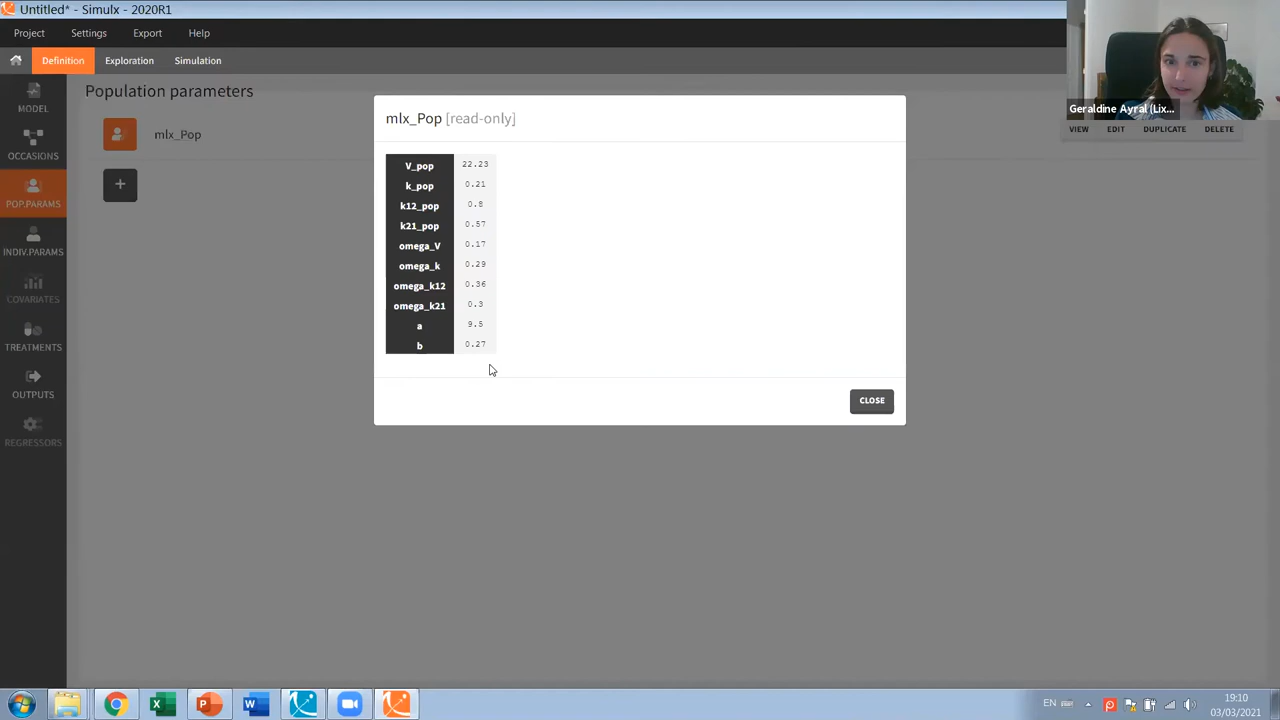 Untitled* - Simulx - 2020R1
Project Settings Export Help
Definition Exploration Simulation
Population parameters
mlx_Pop
VIEW EDIT DUPLICATE DELETE
MODEL
OCCASIONS
POP.PARAMS
INDIV.PARAMS
COVARIATES
TREATMENTS
OUTPUTS
REGRESSORS
mlx_Pop [read-only]
V_pop 22.23
k_pop 0.21
k12_pop 0.8
k21_pop 0.57
omega_V 0.17
omega_k 0.29
omega_k12 0.36
omega_k21 0.3
a 9.5
b 0.27
CLOSE
Geraldine Ayral (Lix...
EN
19:10
03/03/2021